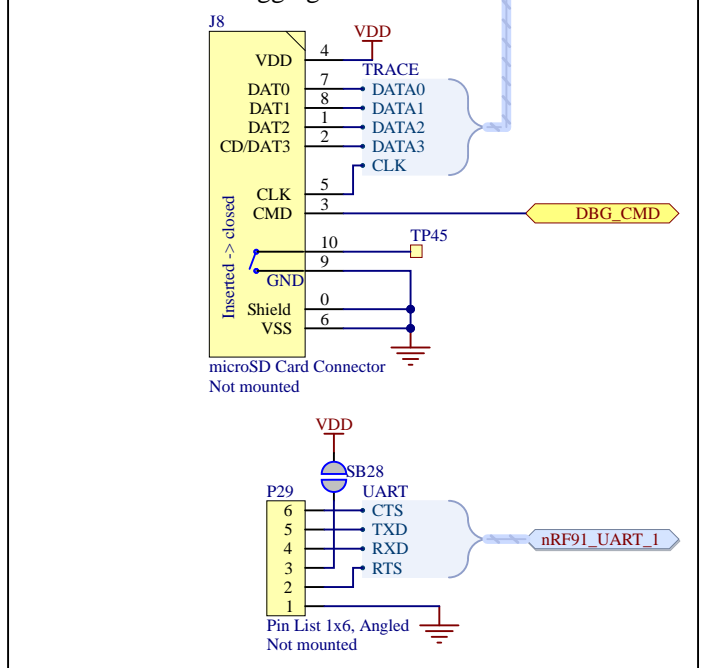 J8
VDD
VDD 4
TRACE
DAT0 7 DATA0
DAT1 8 DATA1
DAT2 1 DATA2
CD/DAT3 2 DATA3
CLK
CLK 5
CMD 3 DBG_CMD
Inserted -> closed
10 TP45
9
GND
Shield 0
VSS 6
microSD Card Connector
Not mounted
VDD
SB28
P29 UART
6 CTS
5 TXD
4 RXD
3 RTS
2
1
nRF91_UART_1
Pin List 1x6, Angled
Not mounted